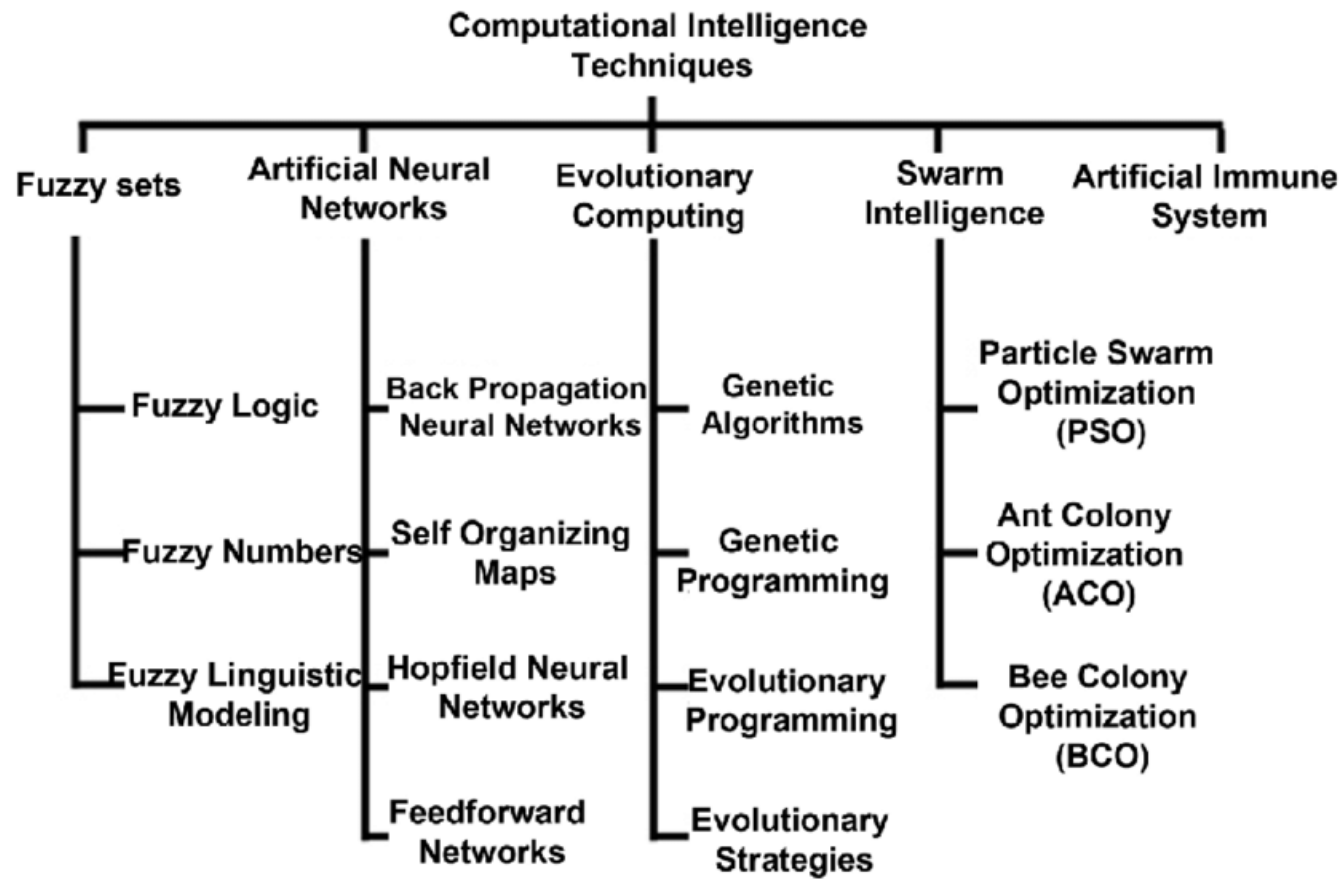 Computational Intelligence
Techniques
Fuzzy sets
Artificial Neural
Networks
Evolutionary
Computing
Swarm
Intelligence
Artificial Immune
System
Fuzzy Logic
Fuzzy Numbers
Euzzy Linguistic
Modeling
Back Propagation
Neural Networks
Self Organizing
Maps
Hopfield Neural
Networks
Feedforward
Networks
Genetic
Algorithms
Genetic
Programming
Evolutionary
Programming
Evolutionary
Strategies
Particle Swarm
Optimization
(PSO)
Ant Colony
Optimization
(ACO)
Bee Colony
Optimization
(BCO)